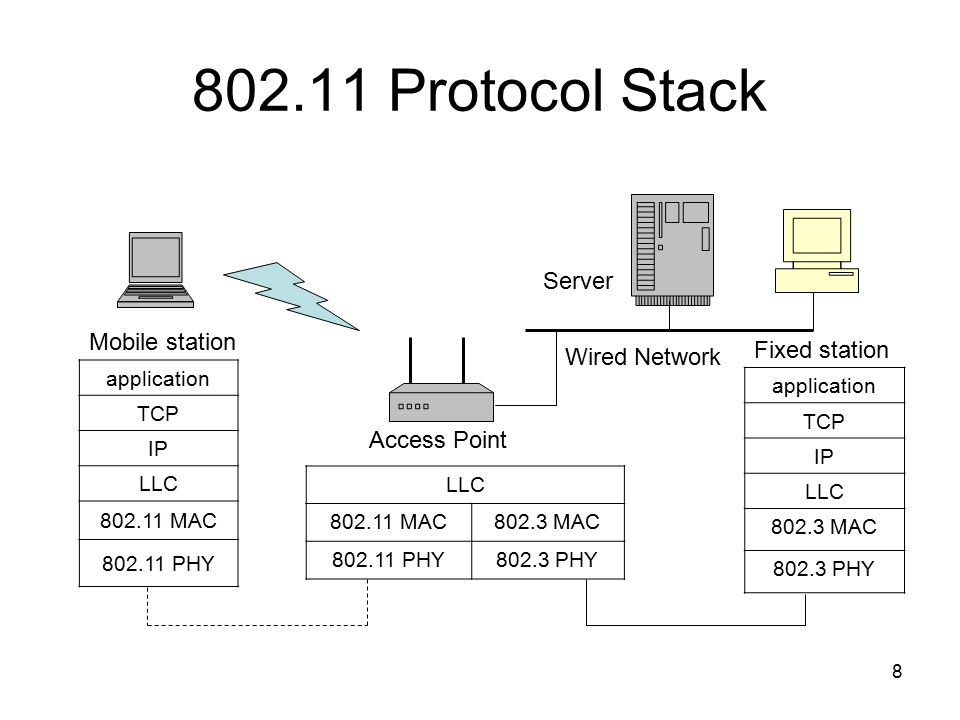 802.11 Protocol Stack
Server
Mobile station
Wired Network
Fixed station
application
TCP
IP
LLC
802.11 MAC
802.11 PHY
Access Point
LLC
802.11 MAC
802.3 MAC
802.11 PHY
802.3 PHY
application
TCP
IP
LLC
802.3 MAC
802.3 PHY
8